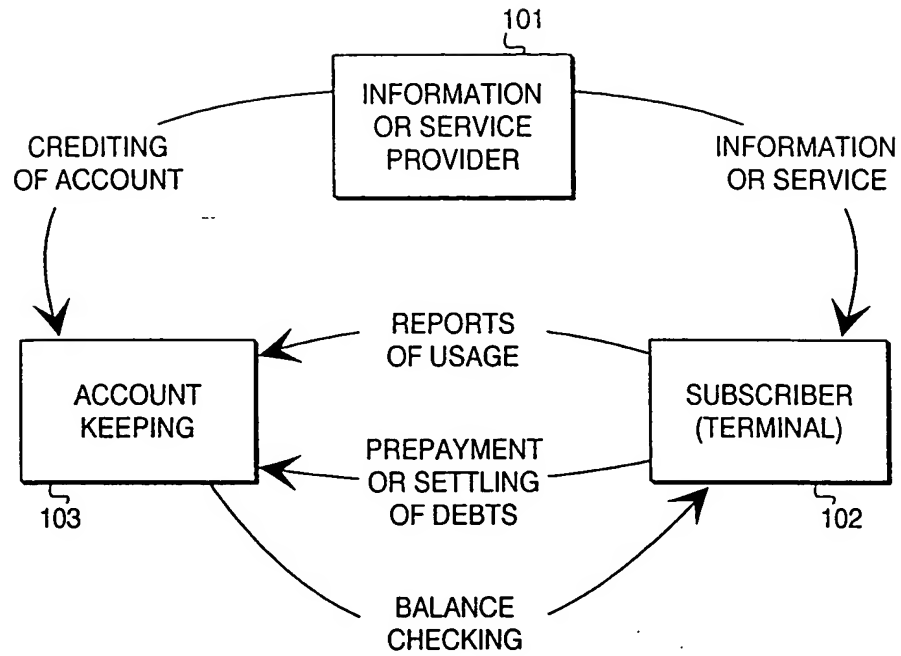 101
INFORMATION
OR SERVICE
PROVIDER
CREDITING
OF ACCOUNT
INFORMATION
OR SERVICE
REPORTS
OF USAGE
ACCOUNT
KEEPING
SUBSCRIBER
(TERMINAL)
PREPAYMENT
OR SETTLING
OF DEBTS
103
102
BALANCE
CHECKING